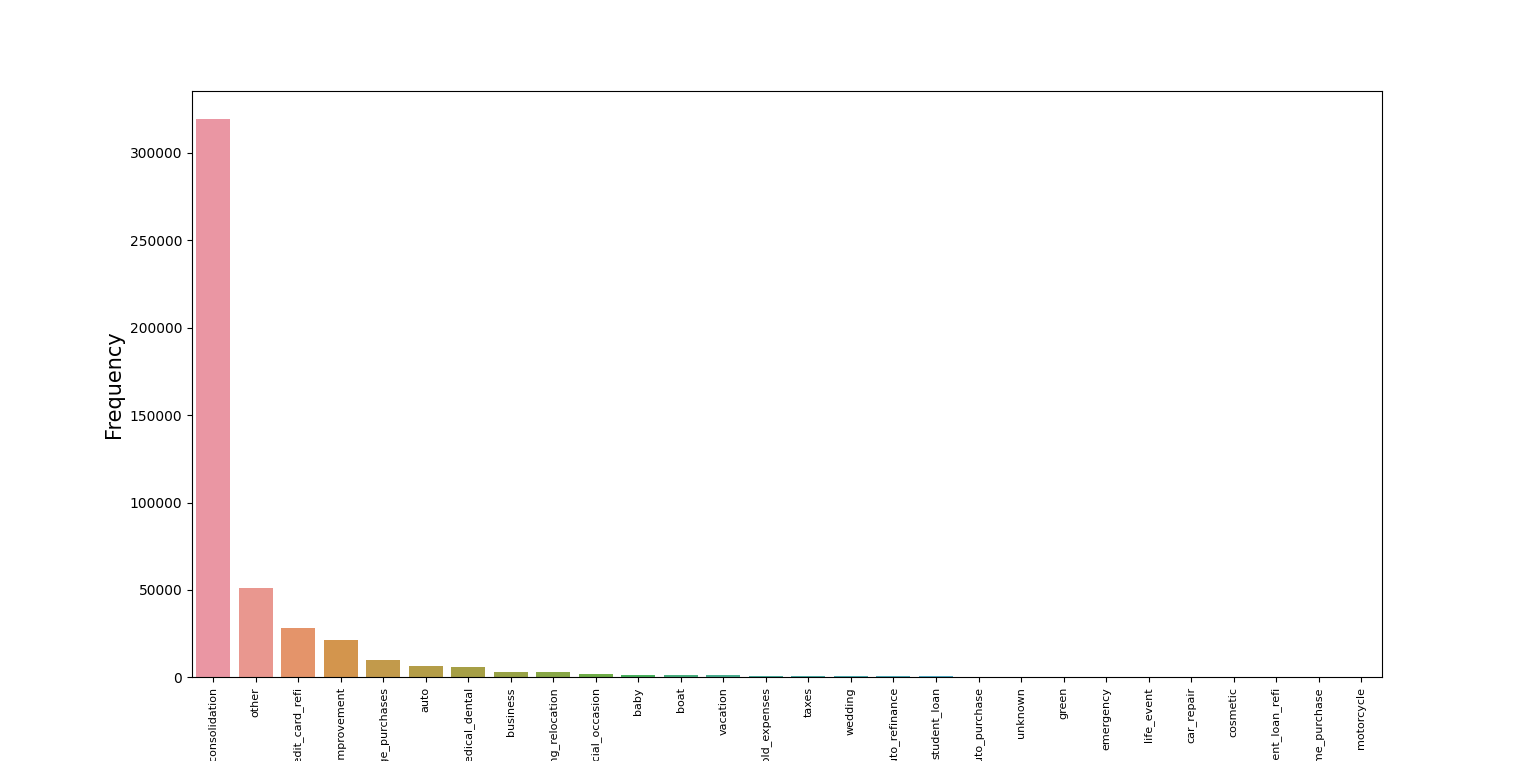 300000
250000
200000
150000
100000
50000
0
Frequency
consolidation
other
edit_card_refi
mprovement
ge_purchases
auto
edical_dental
business
ng_relocation
cial_occasion
baby
boat
vacation
old_expenses
taxes
wedding
uto_refinance
student_loan
uto_purchase
unknown
green
emergency
life_event
car_repair
cosmetic
ent_loan_refi
me_purchase
motorcycle